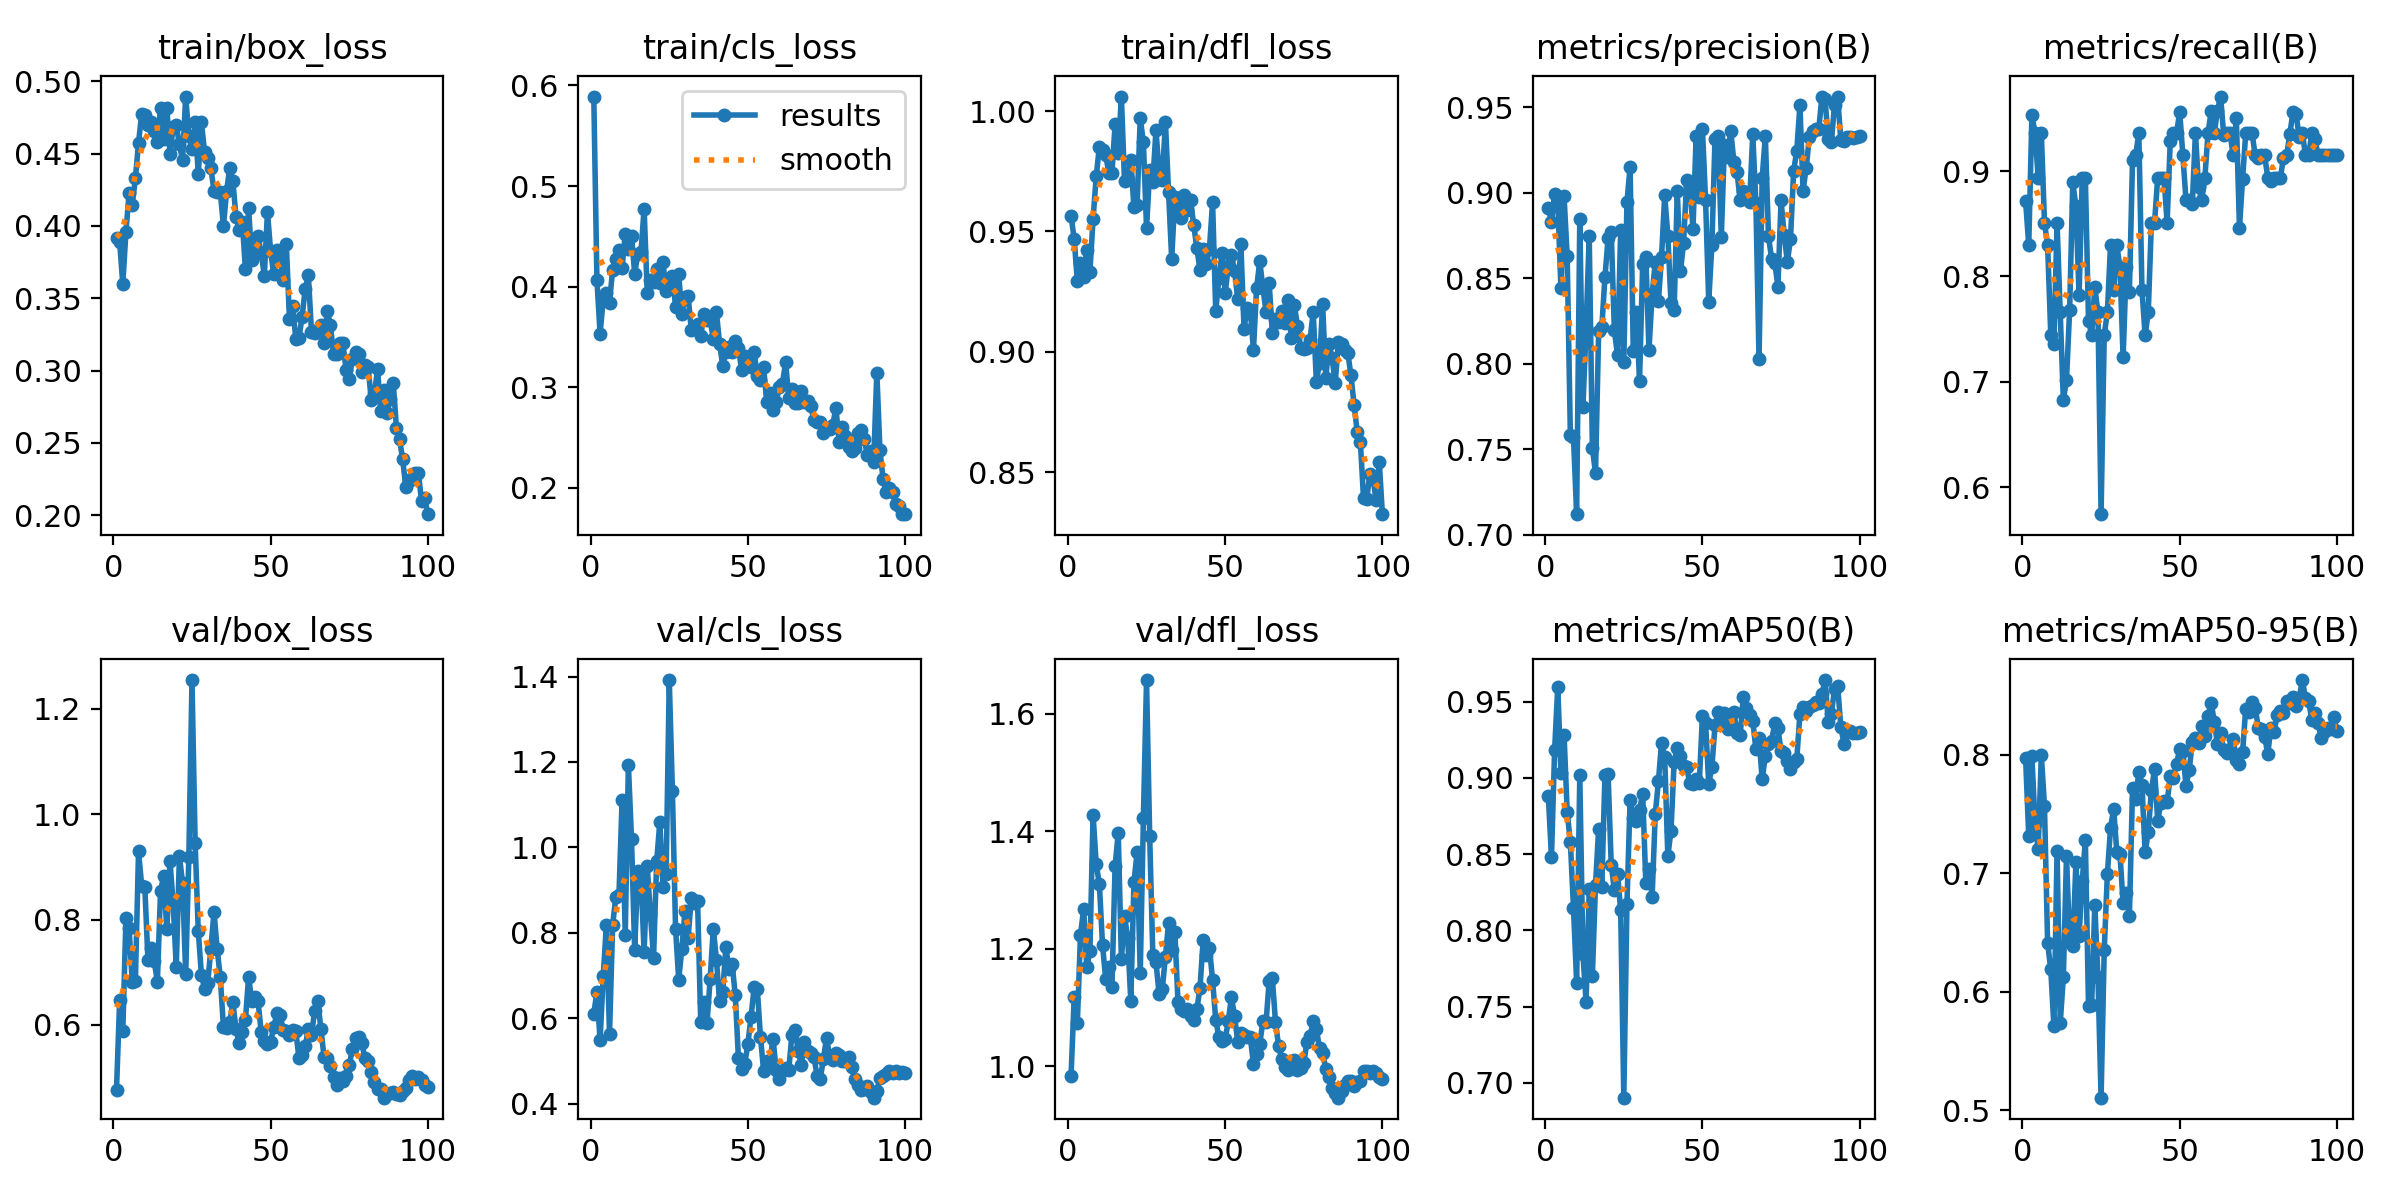 train/box_loss
0.50
0.45
0.40
0.35
0.30
0.25
0.20
0 50 100
train/cls_loss
results
smooth
0.6
0.5
0.4
0.3
0.2
0 50 100
train/dfl_loss
1.00
0.95
0.90
0.85
0 50 100
metrics/precision(B)
0.95
0.90
0.85
0.80
0.75
0.70
0 50 100
metrics/recall(B)
0.9
0.8
0.7
0.6
0 50 100
val/box_loss
1.2
1.0
0.8
0.6
0 50 100
val/cls_loss
1.4
1.2
1.0
0.8
0.6
0.4
0 50 100
val/dfl_loss
1.6
1.4
1.2
1.0
0 50 100
metrics/mAP50(B)
0.95
0.90
0.85
0.80
0.75
0.70
0 50 100
metrics/mAP50-95(B)
0.8
0.7
0.6
0.5
0 50 100